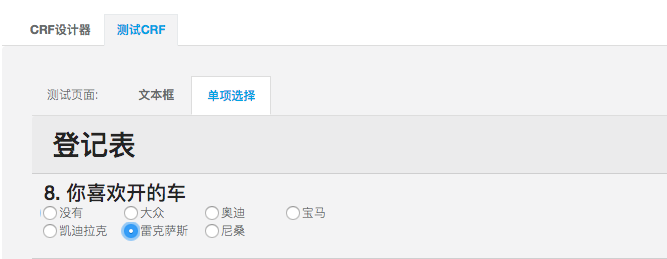 CRF设计器 测试CRF
测试页面: 文本框 单项选择
登记表
8. 你喜欢开的车
没有 大众 奥迪 宝马
凯迪拉克 雷克萨斯 尼桑